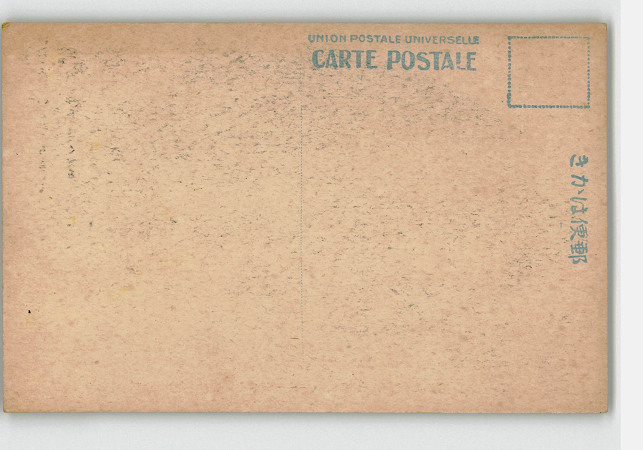 UNION POSTALE UNIVERSELLE
CARTE POSTALE
きかは便郵